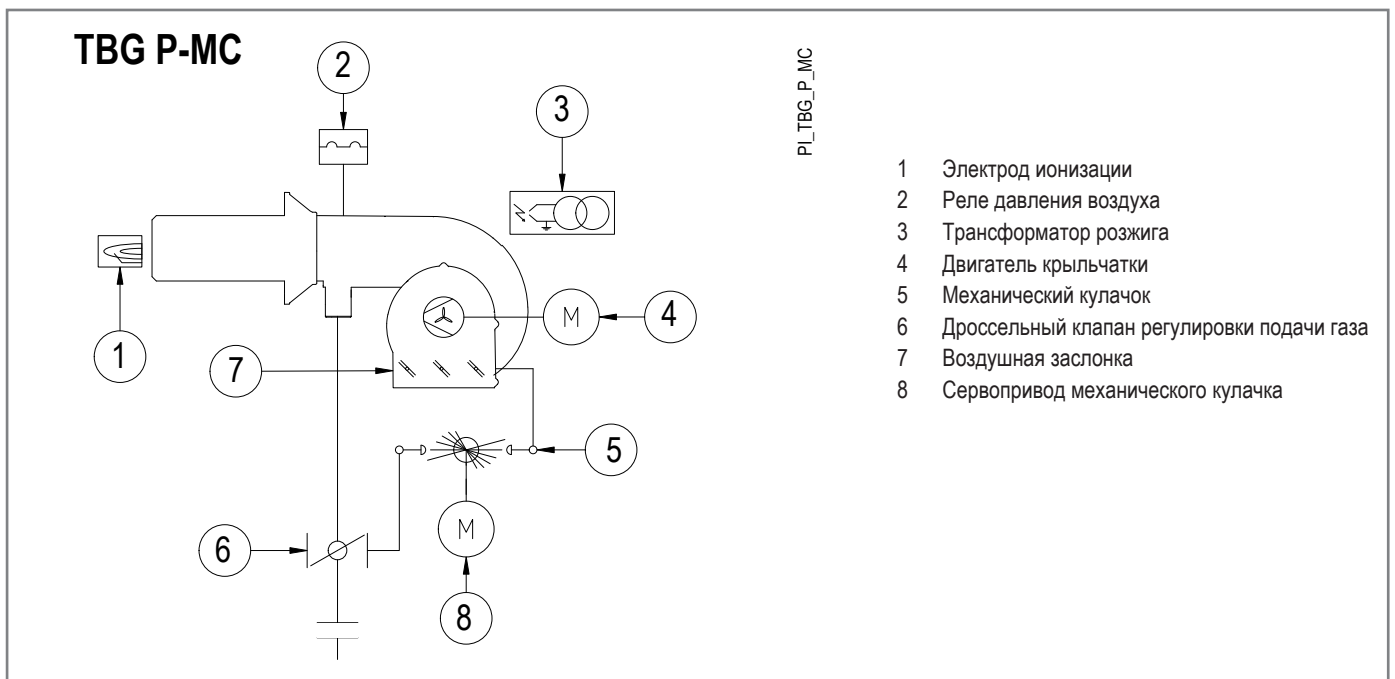 TBG P-MC
2
3
1
4
7
5
6
8
M
M
PI_TBG_P_MC
1 Электрод ионизации
2 Реле давления воздуха
3 Трансформатор розжига
4 Двигатель крыльчатки
5 Механический кулачок
6 Дроссельный клапан регулировки подачи газа
7 Воздушная заслонка
8 Сервопривод механического кулачка